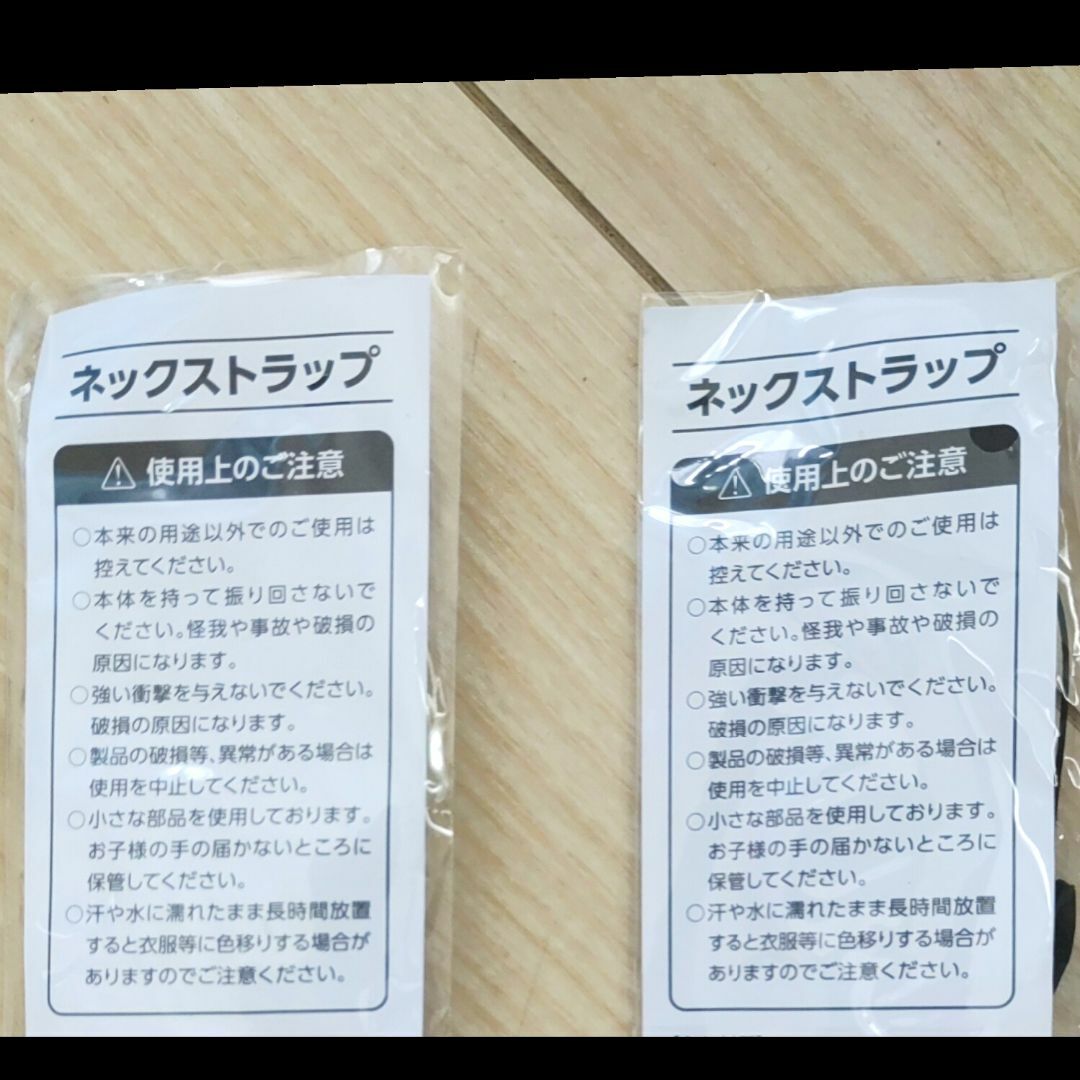 ネックストラップ
⚠ 使用上のご注意
○本来の用途以外でのご使用は
控えてください。
○本体を持って振り回さないで
ください。怪我や事故や破損の
原因になります。
○強い衝撃を与えないでください。
破損の原因になります。
○製品の破損等、異常がある場合は
使用を中止してください。
○小さな部品を使用しております。
お子様の手の届かないところに
保管してください。
○汗や水に濡れたまま長時間放置
すると衣服等に色移りする場合が
ありますのでご注意ください。
ネックストラップ
⚠ 使用上のご注意
○本来の用途以外でのご使用は
控えてください。
○本体を持って振り回さないで
ください。怪我や事故や破損の
原因になります。
○強い衝撃を与えないでください。
破損の原因になります。
○製品の破損等、異常がある場合は
使用を中止してください。
○小さな部品を使用しております。
お子様の手の届かないところに
保管してください。
○汗や水に濡れたまま長時間放置
すると衣服等に色移りする場合が
ありますのでご注意ください。